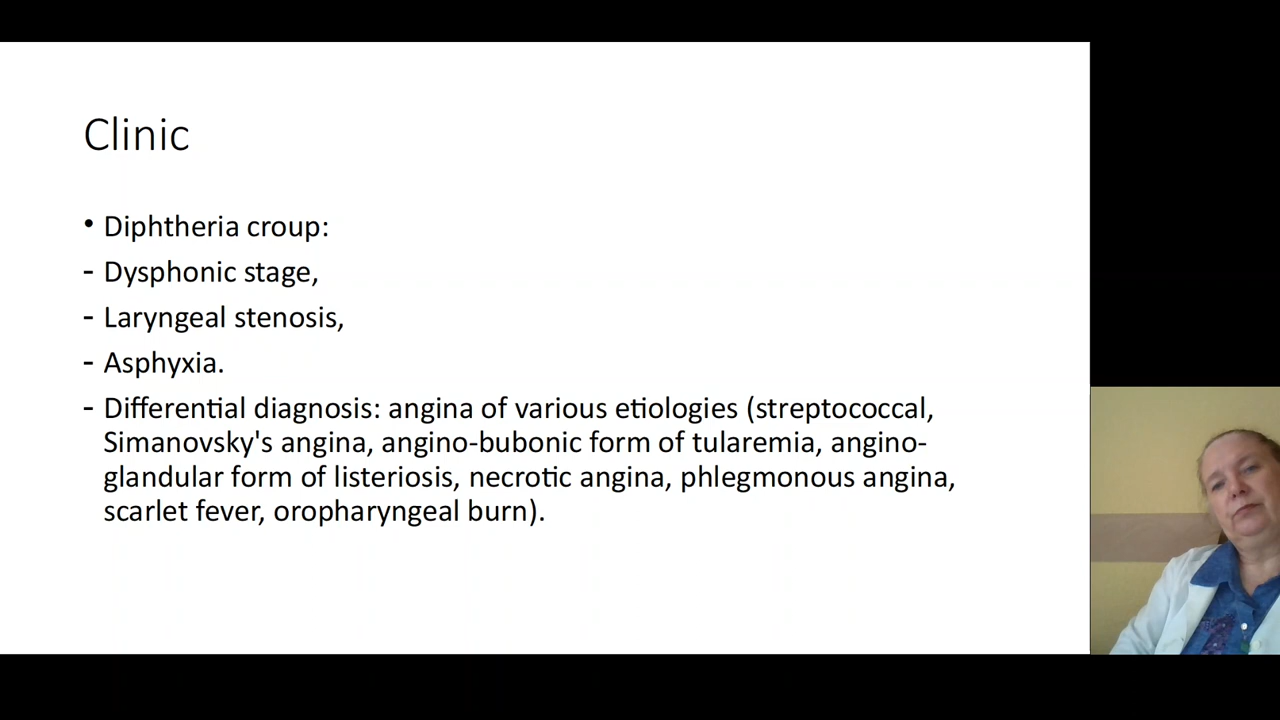 Clinic
• Diphtheria croup:
- Dysphonic stage,
- Laryngeal stenosis,
- Asphyxia.
- Differential diagnosis: angina of various etiologies (streptococcal,
Simanovsky's angina, angino-bubonic form of tularemia, angino-
glandular form of listeriosis, necrotic angina, phlegmonous angina,
scarlet fever, oropharyngeal burn).